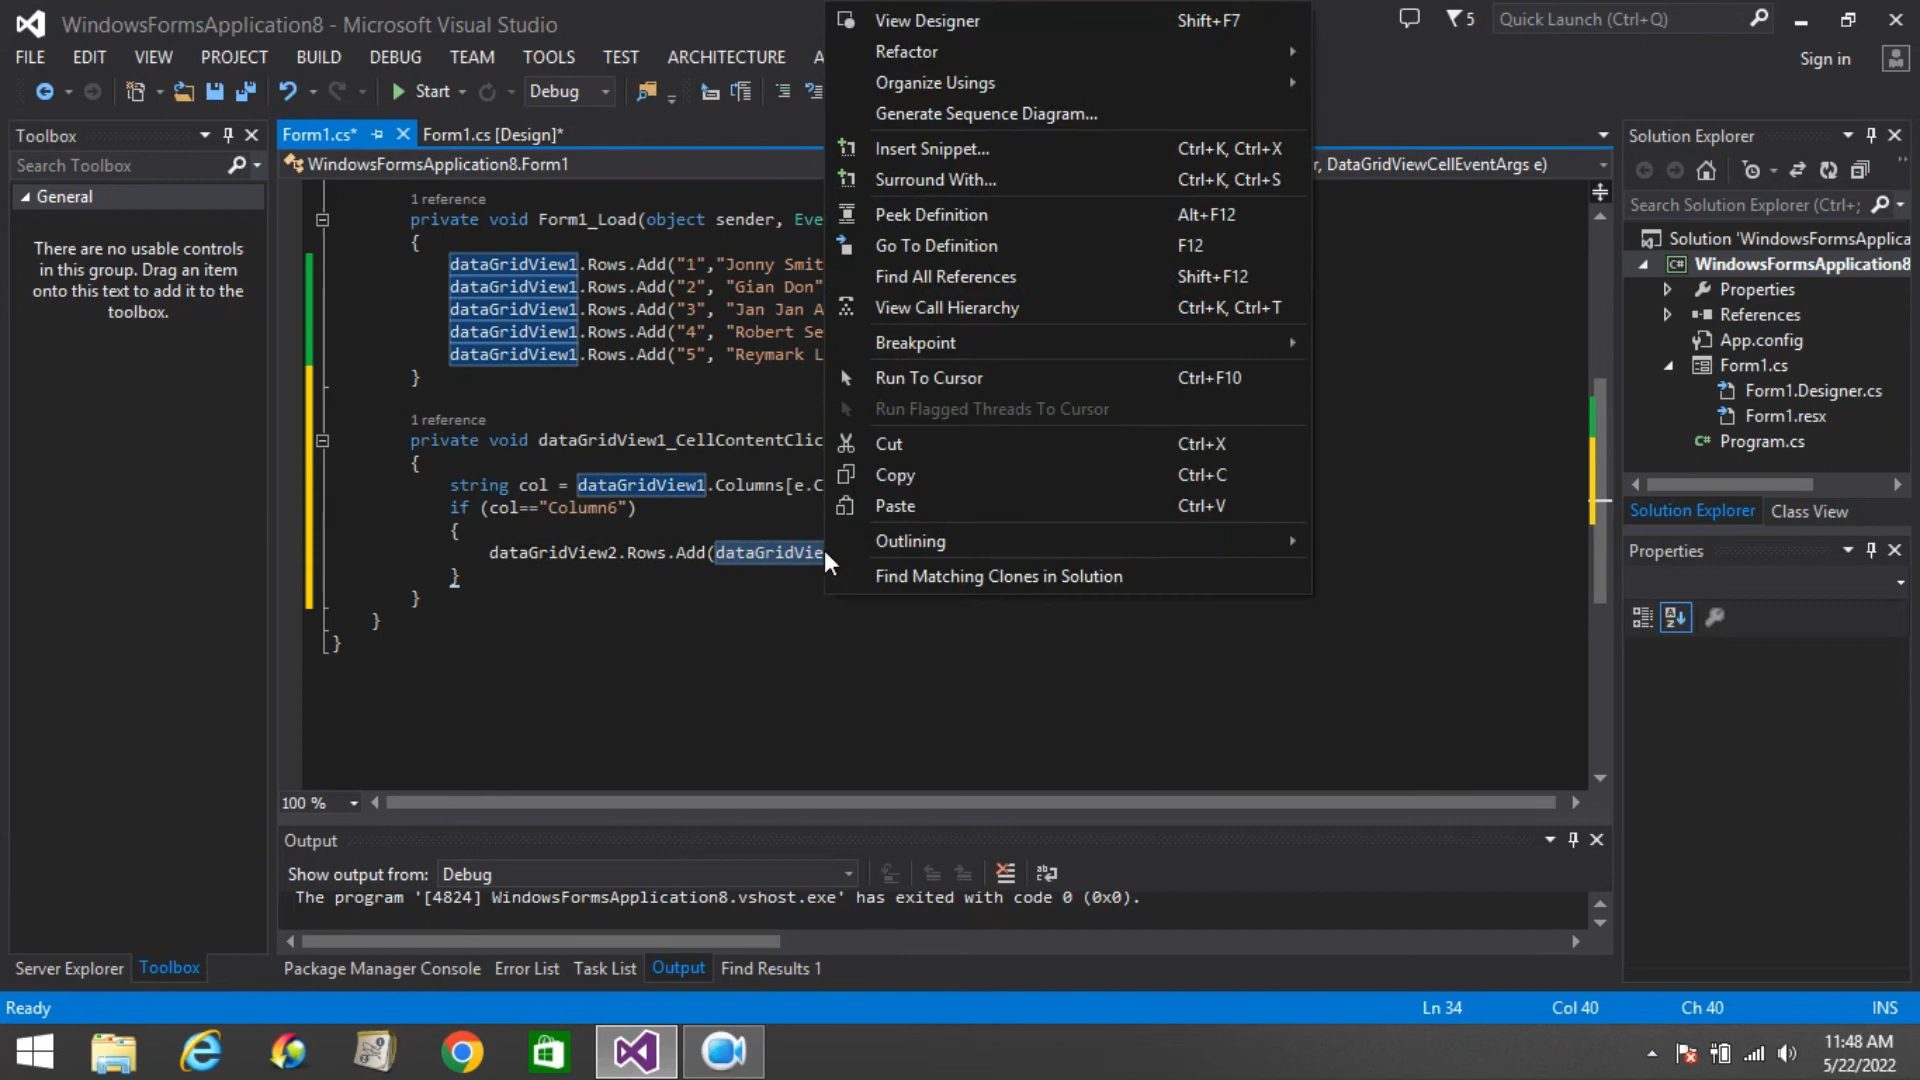 WindowsFormsApplication8 - Microsoft Visual Studio
5
Quick Launch (Ctrl+Q)
FILE EDIT VIEW PROJECT BUILD DEBUG TEAM TOOLS TEST ARCHITECTURE A
Sign in
Start
Debug
Toolbox
Search Toolbox
General
There are no usable controls
in this group. Drag an item
onto this text to add it to the
toolbox.
Form1.cs*
Form1.cs [Design]*
WindowsFormsApplication8.Form1
r, DataGridViewCellEventArgs e)
1 reference
private void Form1_Load(object sender, Eve
{
dataGridView1.Rows.Add("1","Jonny Smit
dataGridView1.Rows.Add("2", "Gian Don"
dataGridView1.Rows.Add("3", "Jan Jan A
dataGridView1.Rows.Add("4", "Robert Se
dataGridView1.Rows.Add("5", "Reymark L
}
1 reference
private void dataGridView1_CellContentClic
{
string col = dataGridView1.Columns[e.C
if (col=="Column6")
{
dataGridView2.Rows.Add(dataGridVie
}
}
}
}
View Designer Shift+F7
Refactor
Organize Usings
Generate Sequence Diagram...
Insert Snippet... Ctrl+K, Ctrl+X
Surround With... Ctrl+K, Ctrl+S
Peek Definition Alt+F12
Go To Definition F12
Find All References Shift+F12
View Call Hierarchy Ctrl+K, Ctrl+T
Breakpoint
Run To Cursor Ctrl+F10
Run Flagged Threads To Cursor
Cut Ctrl+X
Copy Ctrl+C
Paste Ctrl+V
Outlining
Find Matching Clones in Solution
Solution Explorer
Search Solution Explorer (Ctrl+;
Solution 'WindowsFormsApplica
C# WindowsFormsApplication8
Properties
References
App.config
Form1.cs
Form1.Designer.cs
Form1.resx
C# Program.cs
Solution Explorer Class View
Properties
100 %
Output
Show output from: Debug
The program '[4824] WindowsFormsApplication8.vshost.exe' has exited with code 0 (0x0).
Server Explorer Toolbox
Package Manager Console Error List Task List Output Find Results 1
Ready
Ln 34 Col 40 Ch 40 INS
11:48 AM
5/22/2022